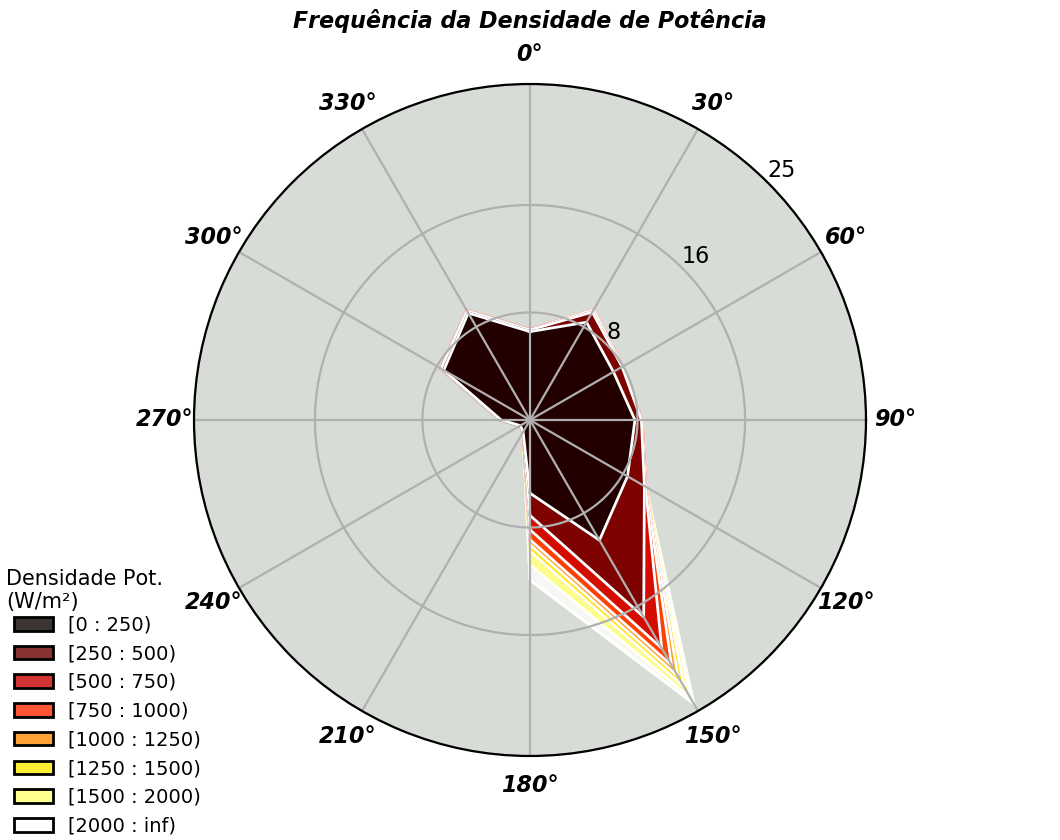 Frequência da Densidade de Potência
0°
330°
30°
25
300°
60°
16
8
270°
90°
240°
120°
210°
150°
180°
Densidade Pot.
(W/m²)
[0 : 250)
[250 : 500)
[500 : 750)
[750 : 1000)
[1000 : 1250)
[1250 : 1500)
[1500 : 2000)
[2000 : inf)